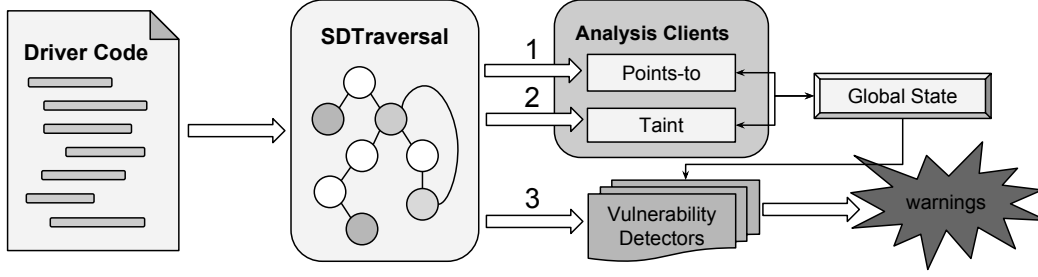 Driver Code
SDTraversal
1
2
3
Analysis Clients
Points-to
Taint
Global State
Vulnerability
Detectors
warnings